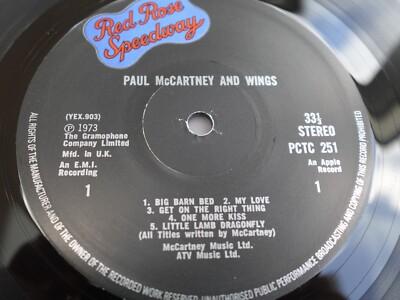 Red Rose
Speedway
PAUL McCARTNEY AND WINGS
(YEX.903)
Ⓟ 1973
The Gramophone
Company Limited
Mfd. in U.K.
An E.M.I.
Recording
1
33⅓
STEREO
PCTC 251
An Apple
Record
1
1. BIG BARN BED 2. MY LOVE
3. GET ON THE RIGHT THING
4. ONE MORE KISS
5. LITTLE LAMB DRAGONFLY
(All Titles written by McCartney)
McCartney Music Ltd.
ATV Music Ltd.
ALL RIGHTS OF THE MANUFACTURER AND OF THE OWNER OF THE RECORDED WORK RESERVED. UNAUTHORISED PUBLIC PERFORMANCE BROADCASTING AND COPYING OF THIS RECORD PROHIBITED